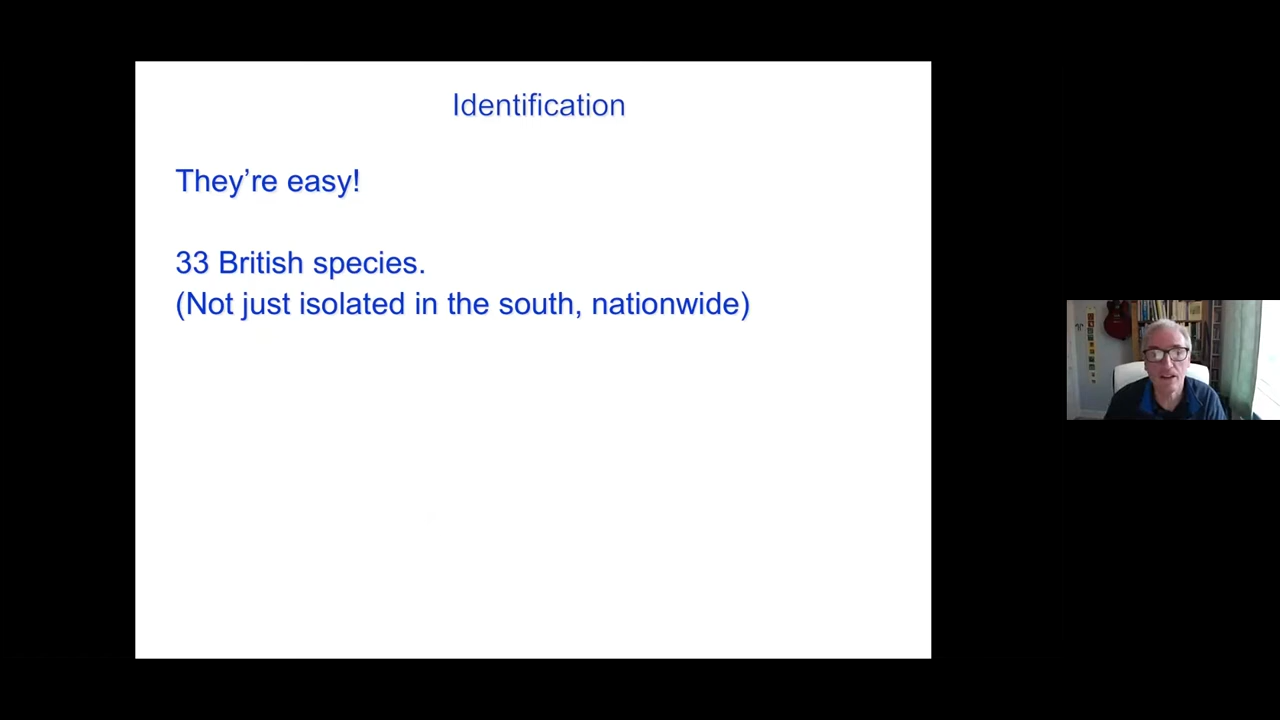 Identification
They’re easy!
33 British species.
(Not just isolated in the south, nationwide)